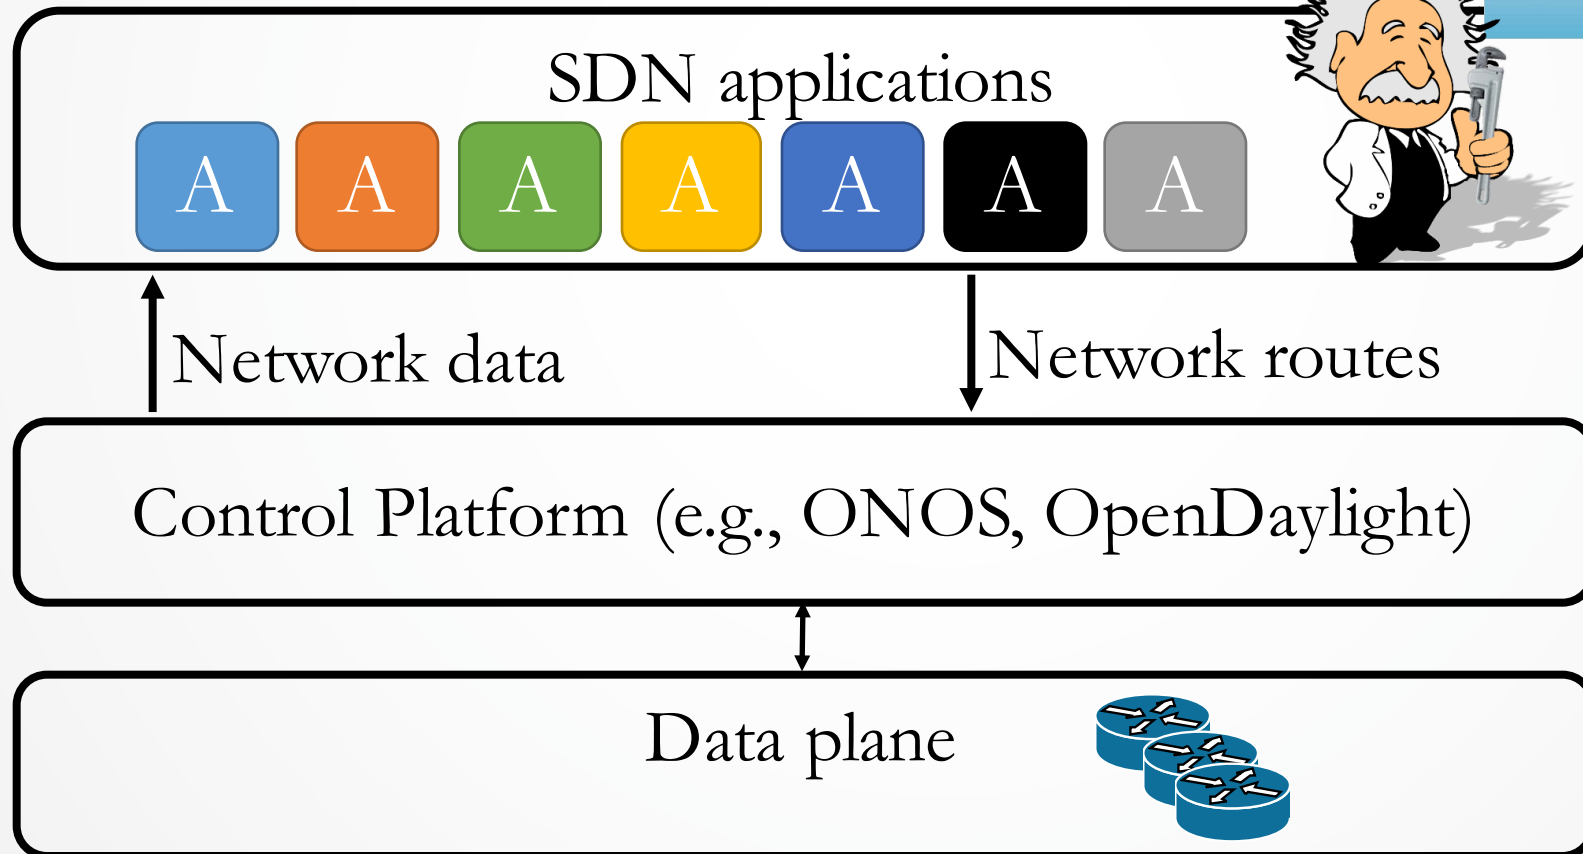 SDN applications
A A A A A A A
Network data
Network routes
Control Platform (e.g., ONOS, OpenDaylight)
Data plane